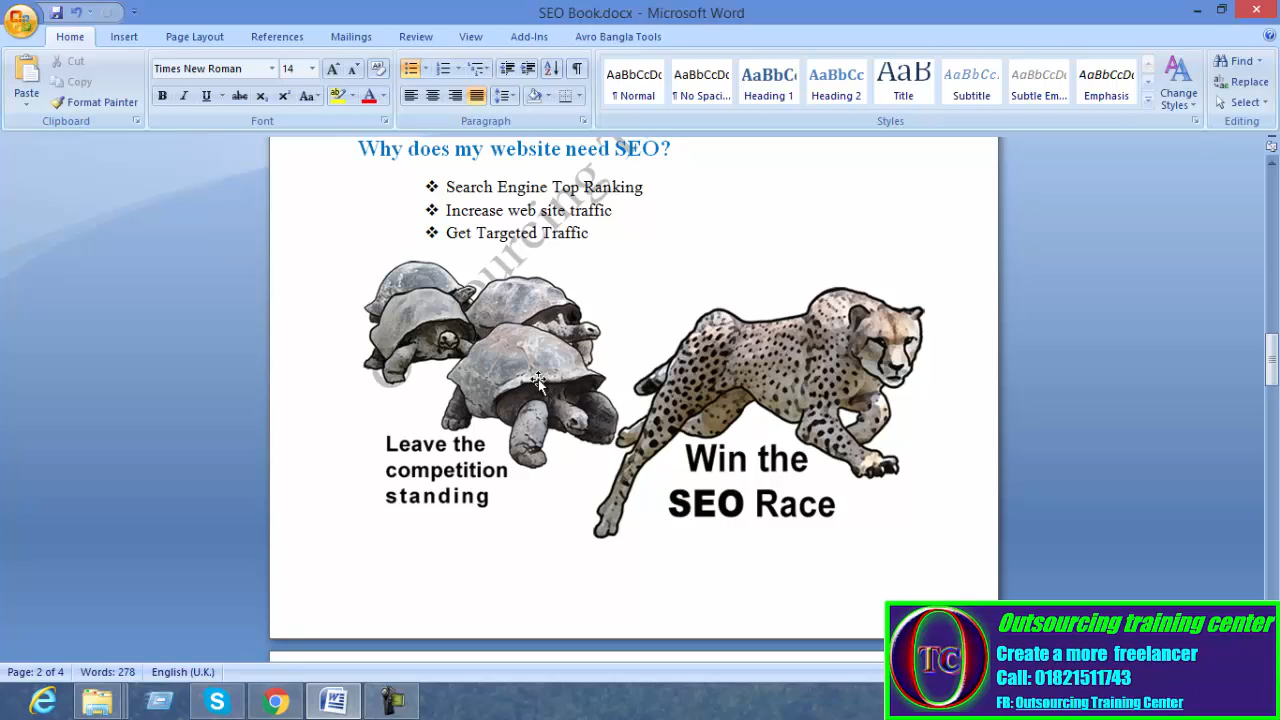 SEO Book.docx - Microsoft Word
Home Insert Page Layout References Mailings Review View Add-Ins Avro Bangla Tools
Paste
Cut
Copy
Format Painter
Clipboard
Times New Roman 14
Font
Paragraph
AaBbCcDc AaBbCcDc AaBbCc AaBbCc AaB AaBbCc. AaBbCcDc AaBbCcDc
¶ Normal ¶ No Spaci... Heading 1 Heading 2 Title Subtitle Subtle Em... Emphasis
Change Styles
Styles
Find
Replace
Select
Editing
Why does my website need SEO?
❖ Search Engine Top Ranking
❖ Increase web site traffic
❖ Get Targeted Traffic
Leave the
competition
standing
Win the
SEO Race
Page: 2 of 4 Words: 278 English (U.K.)
OTC
Outsourcing training center
Create a more freelancer
Call: 01821511743
FB: Outsourcing Training Center